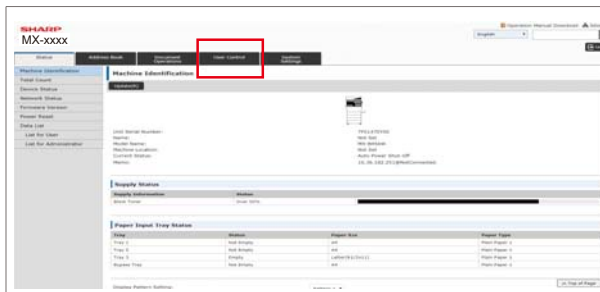 SHARP
MX-xxxx
Operation Manual Download
English
Status
Address Book
Document Operations
User Control
System Settings
Machine Identification
Total Count
Device Status
Network Status
Firmware Version
Power Reset
Data List
List for User
List for Administrator
Machine Identification
Update(R)
Unit Serial Number:
Name: Not Set
Model Name:
Machine Location: Not Set
Current Status: Auto Power Shut-Off
Memo:
Supply Status
Supply Information Status
Black Toner Over 50%
Paper Input Tray Status
Tray Status Paper Size Paper Type
Tray 1 Not Empty A4 Plain Paper 1
Tray 2 Not Empty A4 Plain Paper 1
Tray 3 Empty Plain Paper 1
Bypass Tray Not Empty A4 Plain Paper 1
Display Pattern Setting:
Top of Page